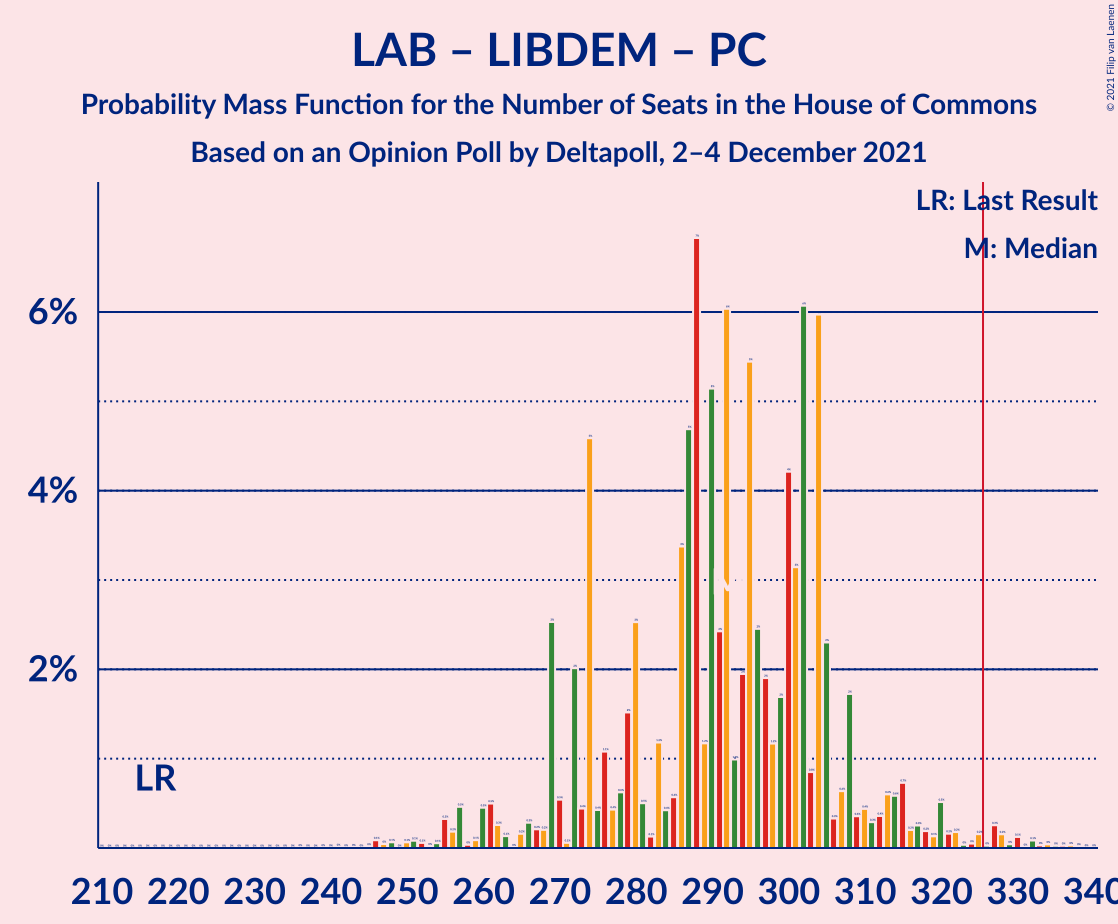 LAB – LIBDEM – PC
Probability Mass Function for the Number of Seats in the House of Commons
Based on an Opinion Poll by Deltapoll, 2–4 December 2021
© 2021 Filip van Laenen
LR: Last Result
M: Median
6%
4%
2%
LR
M
210 220 230 240 250 260 270 280 290 300 310 320 330 340